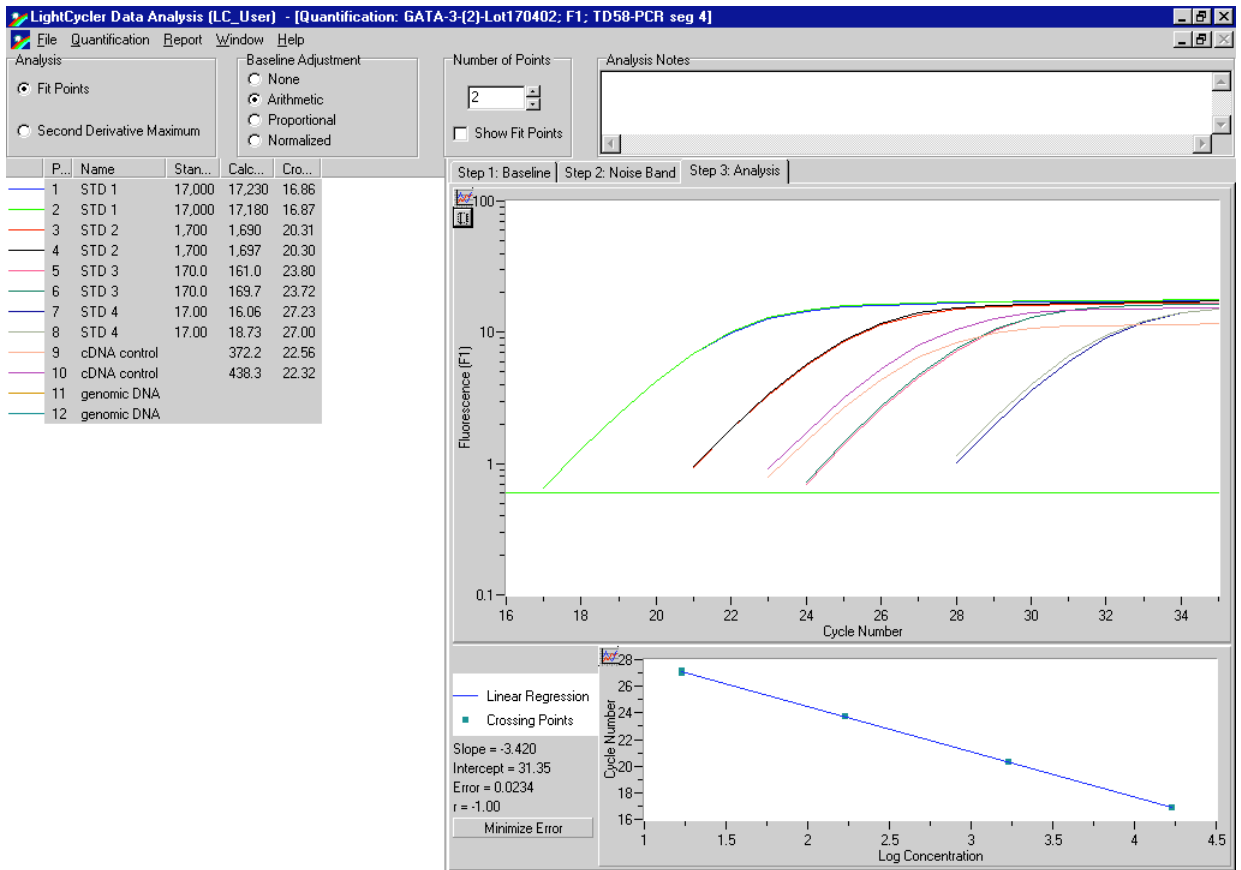 LightCycler Data Analysis (LC_User) - [Quantification: GATA-3-(2)-Lot170402; F1; TD58-PCR seg 4]
File Quantification Report Window Help
Analysis
Fit Points
Second Derivative Maximum
Baseline Adjustment
None
Arithmetic
Proportional
Normalized
Number of Points
2
Show Fit Points
Analysis Notes
P... Name Stan... Calc... Cro...
1 STD 1 17,000 17,230 16.86
2 STD 1 17,000 17,180 16.87
3 STD 2 1,700 1,690 20.31
4 STD 2 1,700 1,697 20.30
5 STD 3 170.0 161.0 23.80
6 STD 3 170.0 169.7 23.72
7 STD 4 17.00 16.06 27.23
8 STD 4 17.00 18.73 27.00
9 cDNA control 372.2 22.56
10 cDNA control 438.3 22.32
11 genomic DNA
12 genomic DNA
Step 1: Baseline Step 2: Noise Band Step 3: Analysis
100
10
1
0.1
Fluorescence (F1)
16 18 20 22 24 26 28 30 32 34
Cycle Number
Linear Regression
Crossing Points
Slope = -3.420
Intercept = 31.35
Error = 0.0234
r = -1.00
Minimize Error
28
26
24
22
20
18
16
Cycle Number
1 1.5 2 2.5 3 3.5 4 4.5
Log Concentration